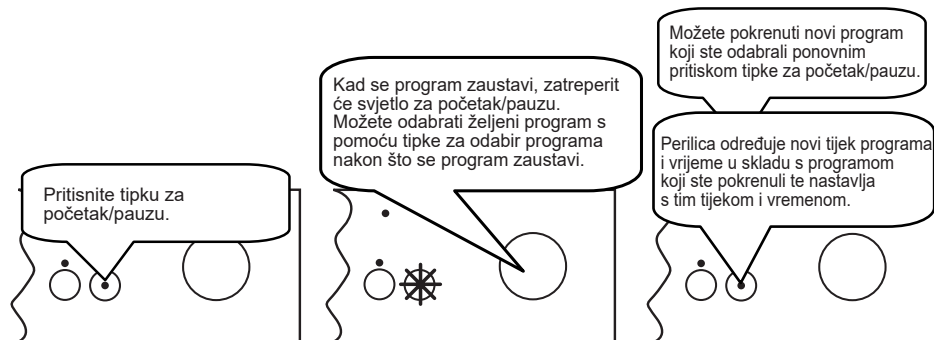 Pritisnite tipku za
početak/pauzu.
Kad se program zaustavi, zatreperit
će svjetlo za početak/pauzu.
Možete odabrati željeni program s
pomoću tipke za odabir programa
nakon što se program zaustavi.
Možete pokrenuti novi program
koji ste odabrali ponovnim
pritiskom tipke za početak/pauzu.
Perilica određuje novi tijek programa
i vrijeme u skladu s programom
koji ste pokrenuli te nastavlja
s tim tijekom i vremenom.